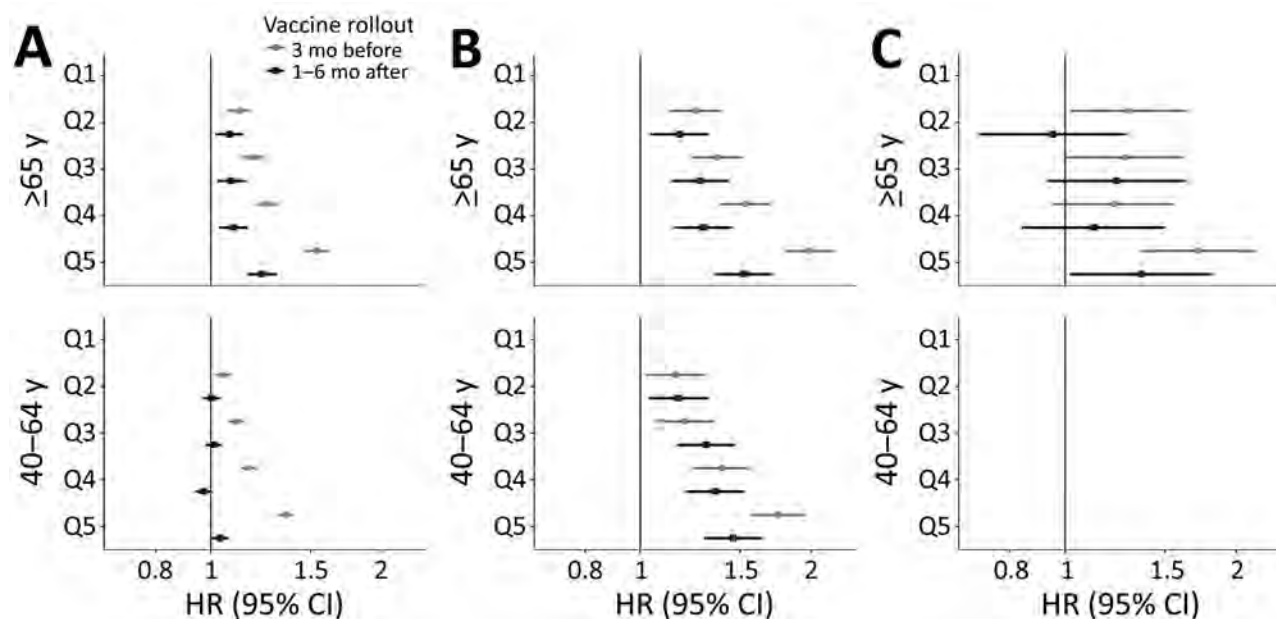 A
Vaccine rollout
3 mo before
1–6 mo after
B
C
≥65 y
Q1
Q2
Q3
Q4
Q5
≥65 y
Q1
Q2
Q3
Q4
Q5
≥65 y
Q1
Q2
Q3
Q4
Q5
40–64 y
Q1
Q2
Q3
Q4
Q5
0.8 1 1.5 2
HR (95% CI)
40–64 y
Q1
Q2
Q3
Q4
Q5
0.8 1 1.5 2
HR (95% CI)
40–64 y
Q1
Q2
Q3
Q4
Q5
0.8 1 1.5 2
HR (95% CI)